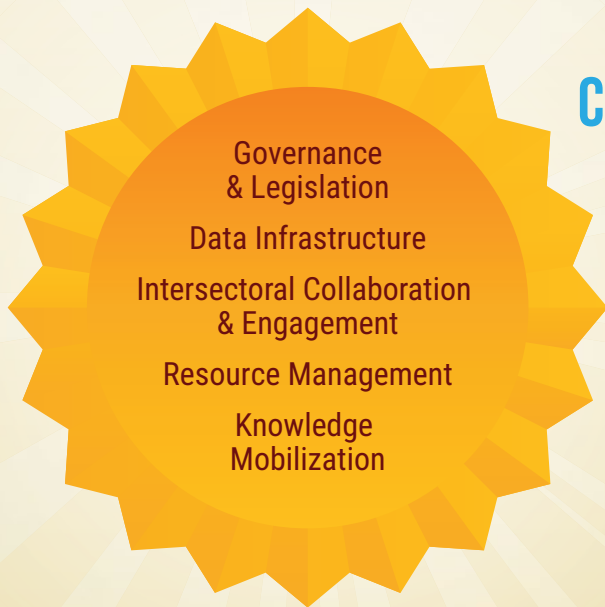 Governance
& Legislation
Data Infrastructure
Intersectoral Collaboration
& Engagement
Resource Management
Knowledge
Mobilization
C